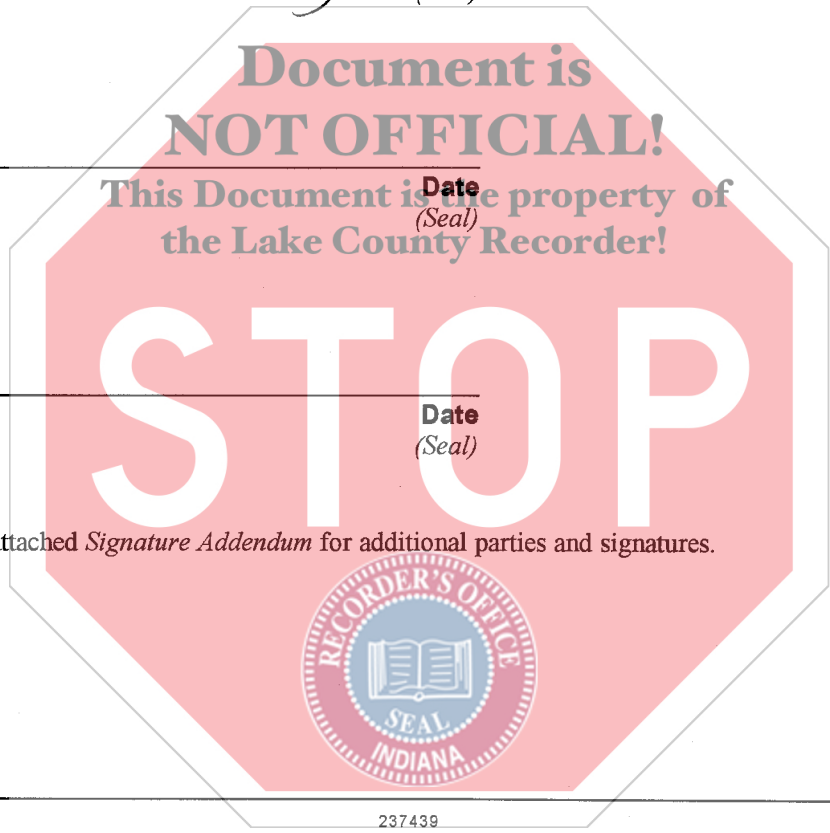 Document is
NOT OFFICIAL!
Date
This Document is the property of
(Seal)
the Lake County Recorder!
STOP
Date
(Seal)
ttached Signature Addendum for additional parties and signatures.
RECORDER'S OFFICE
SEAL
INDIANA
237439